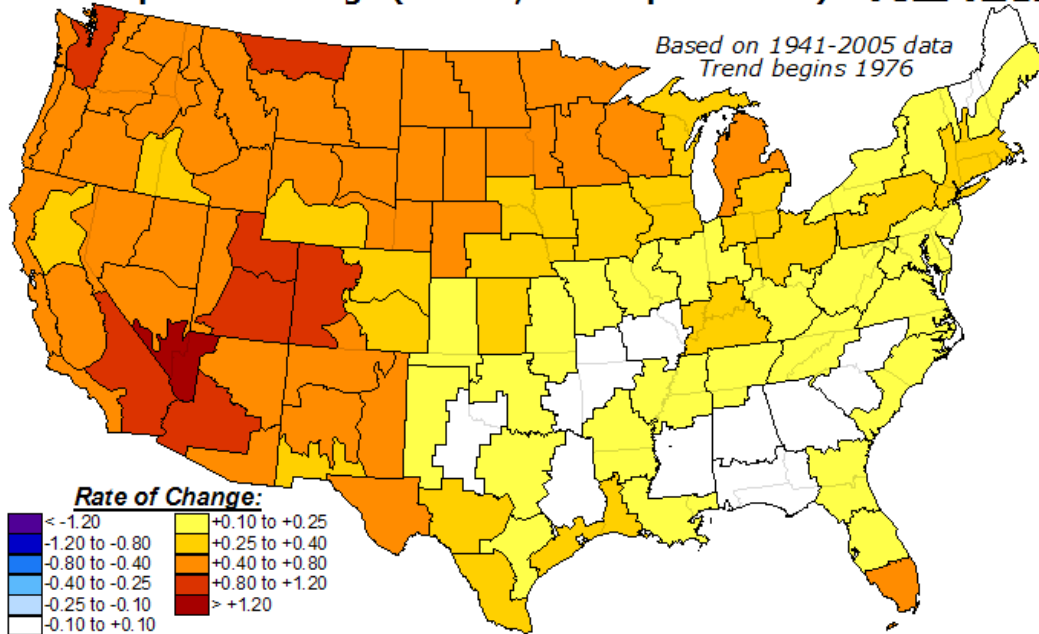 Based on 1941-2005 data
Trend begins 1976
Rate of Change:
< -1.20
-1.20 to -0.80
-0.80 to -0.40
-0.40 to -0.25
-0.25 to -0.10
-0.10 to +0.10
+0.10 to +0.25
+0.25 to +0.40
+0.40 to +0.80
+0.80 to +1.20
> +1.20